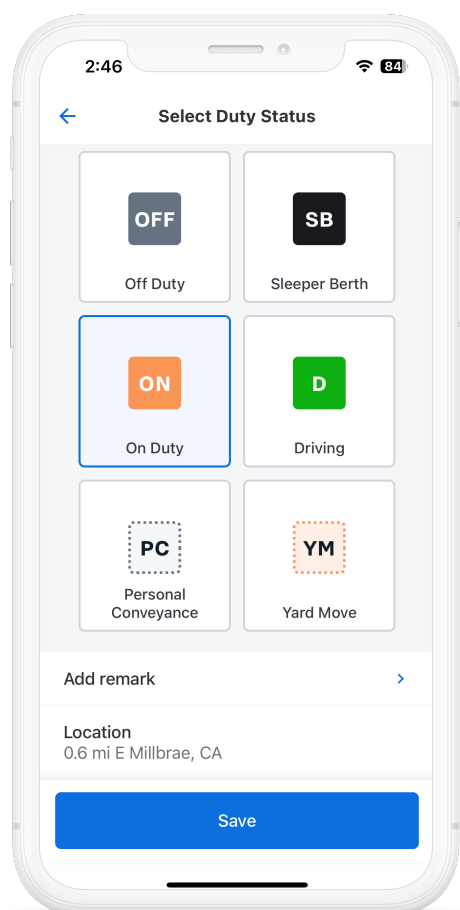 2:46
84
Select Duty Status
OFF
SB
Off Duty
Sleeper Berth
ON
D
On Duty
Driving
PC
YM
Personal
Conveyance
Yard Move
Add remark
Location
0.6 mi E Millbrae, CA
Save